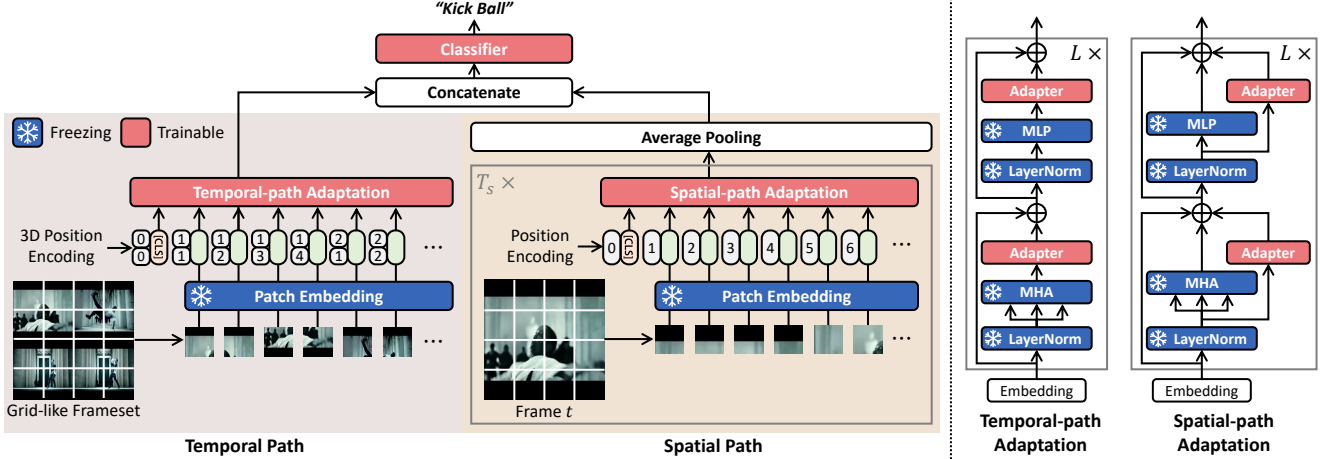 "Kick Ball"
Classifier
Concatenate
Freezing
Trainable
Average Pooling
T_s ×
Temporal-path Adaptation
Spatial-path Adaptation
3D Position
Encoding
0 0 [CLS] 1 1 1 2 1 3 1 4 2 1 2 2 ...
Position
Encoding
0 [CLS] 1 2 3 4 5 6 ...
Patch Embedding
Patch Embedding
...
...
Grid-like Frameset
Frame t
Temporal Path
Spatial Path
L ×
Adapter
MLP
LayerNorm
Adapter
MHA
LayerNorm
Embedding
Temporal-path
Adaptation
L ×
Adapter
MLP
LayerNorm
Adapter
MHA
LayerNorm
Embedding
Spatial-path
Adaptation